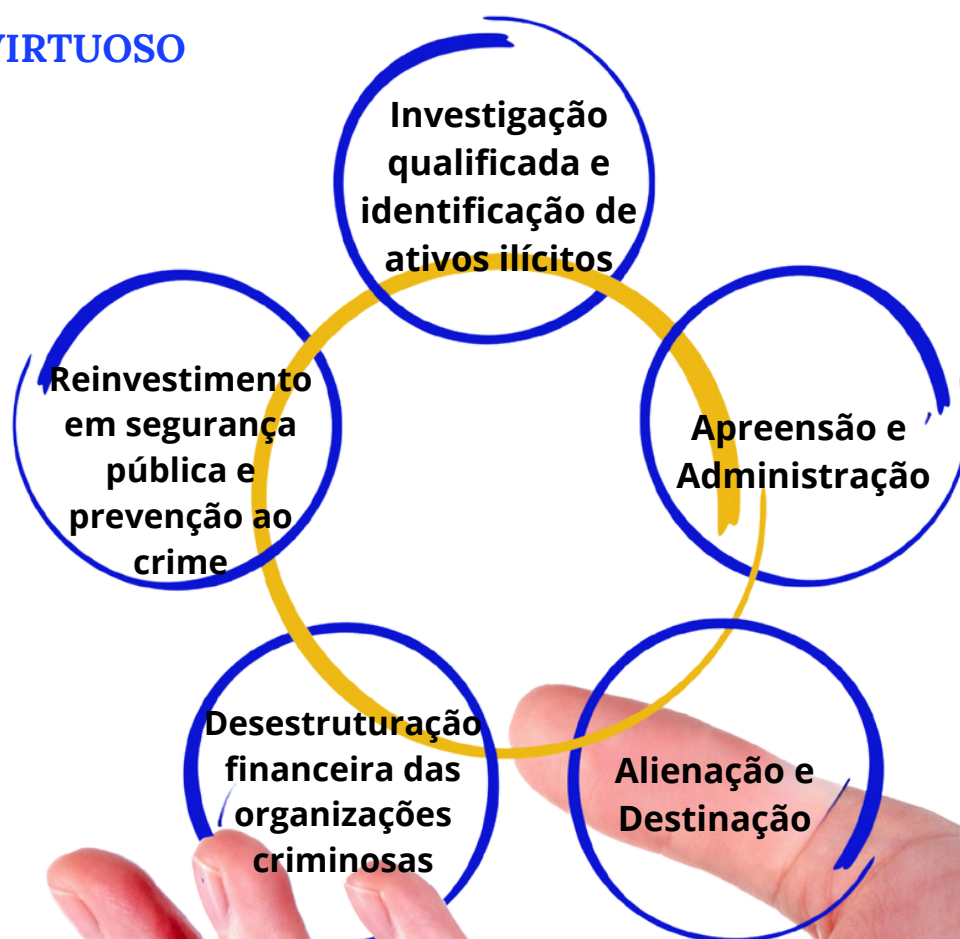 VIRTUOSO
Investigação
qualificada e
identificação de
ativos ilícitos
Apreensão e
Administração
Alienação e
Destinação
Desestruturação
financeira das
organizações
criminosas
Reinvestimento
em segurança
pública e
prevenção ao
crime